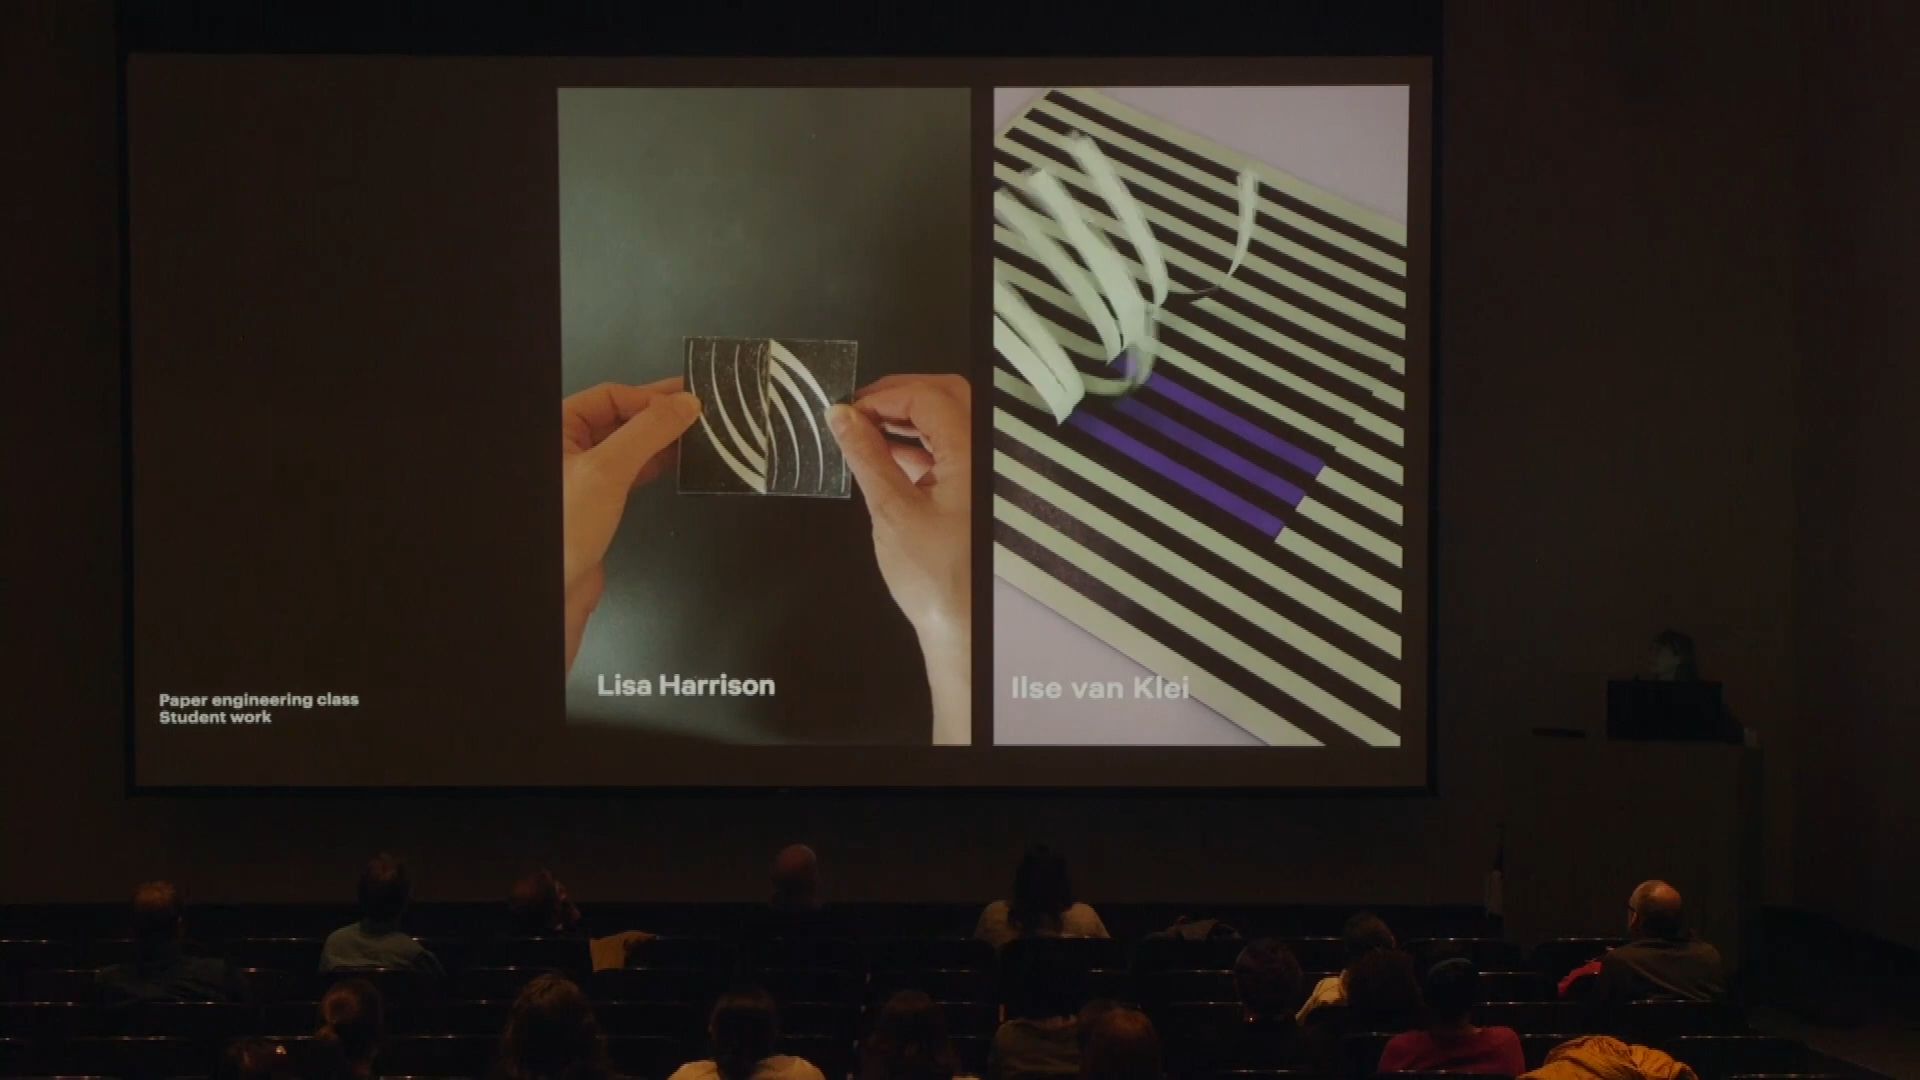 Paper engineering class
Student work
Lisa Harrison
Ilse van Klei